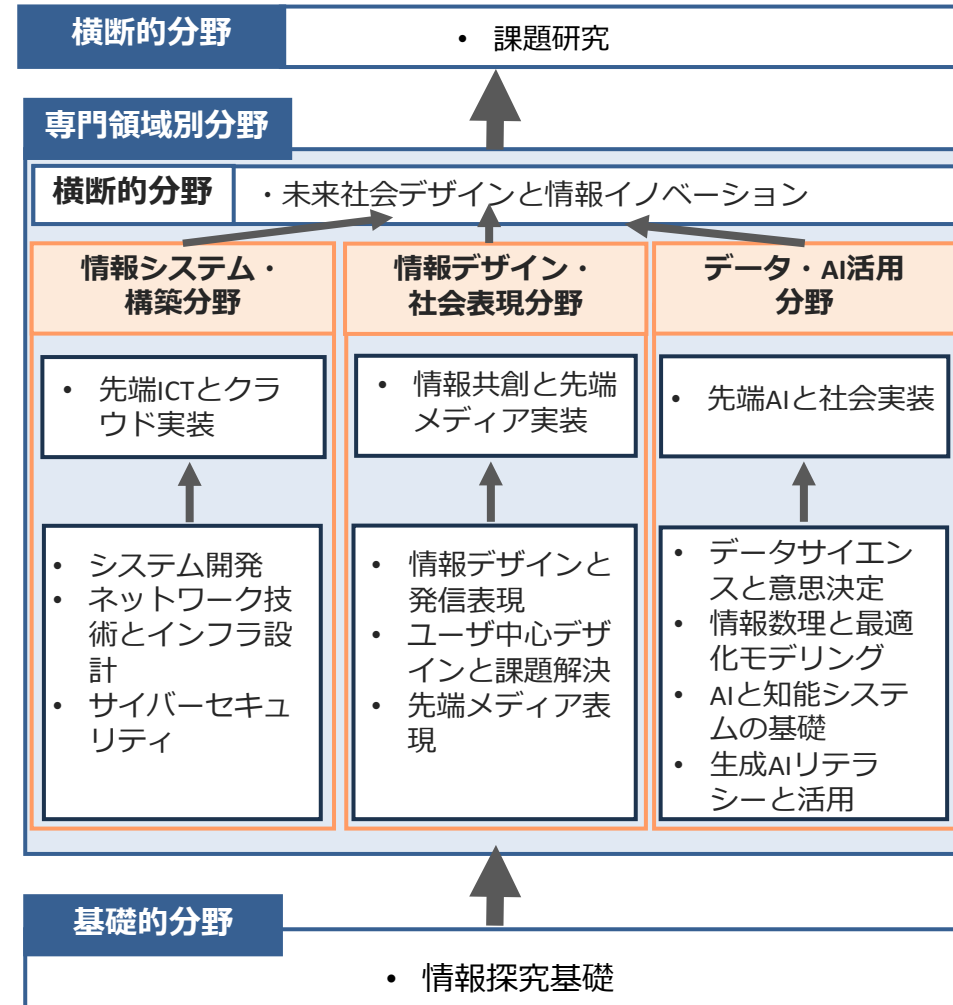 横断的分野
• 課題研究
専門領域別分野
横断的分野
・未来社会デザインと情報イノベーション
情報システム・
構築分野
• 先端ICTとクラ
ウド実装
• システム開発
• ネットワーク技
術とインフラ設
計
• サイバーセキュ
リティ
情報デザイン・
社会表現分野
• 情報共創と先端
メディア実装
• 情報デザインと
発信表現
• ユーザ中心デザ
インと課題解決
• 先端メディア表
現
データ・AI活用
分野
• 先端AIと社会実装
• データサイエン
スと意思決定
• 情報数理と最適
化モデリング
• AIと知能システ
ムの基礎
• 生成AIリテラ
シーと活用
基礎的分野
• 情報探究基礎